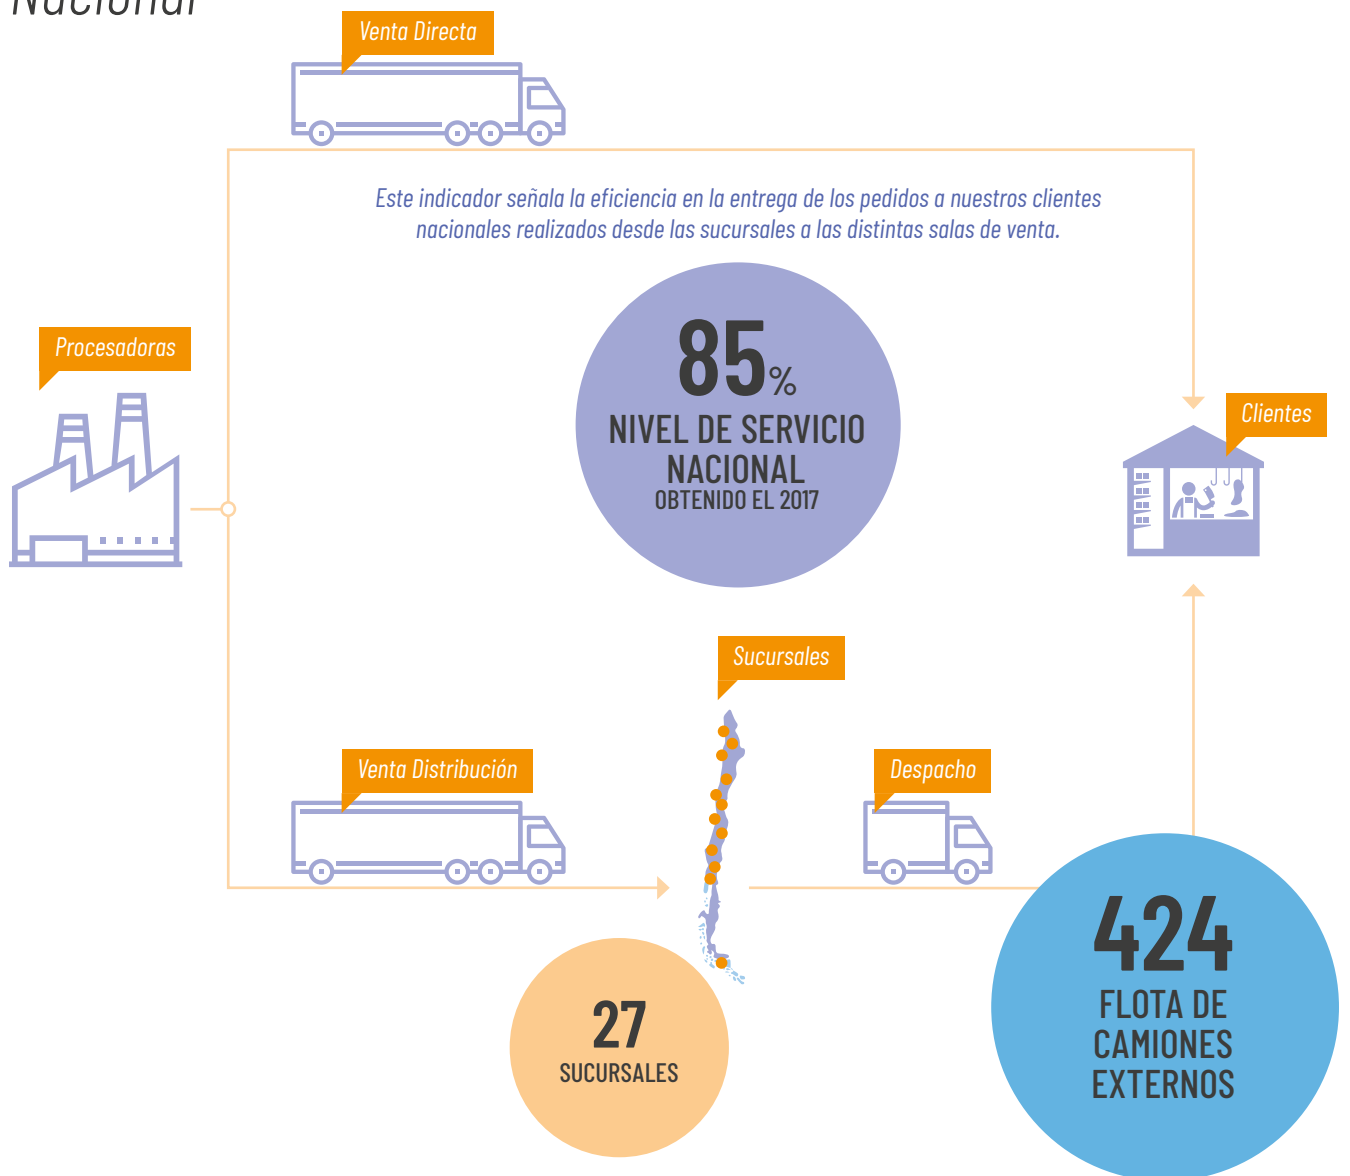 Nacional
Venta Directa
Este indicador señala la eficiencia en la entrega de los pedidos a nuestros clientes
nacionales realizados desde las sucursales a las distintas salas de venta.
Procesadoras
85%
NIVEL DE SERVICIO
NACIONAL
OBTENIDO EL 2017
Clientes
Sucursales
Venta Distribución
Despacho
27
SUCURSALES
424
FLOTA DE
CAMIONES
EXTERNOS